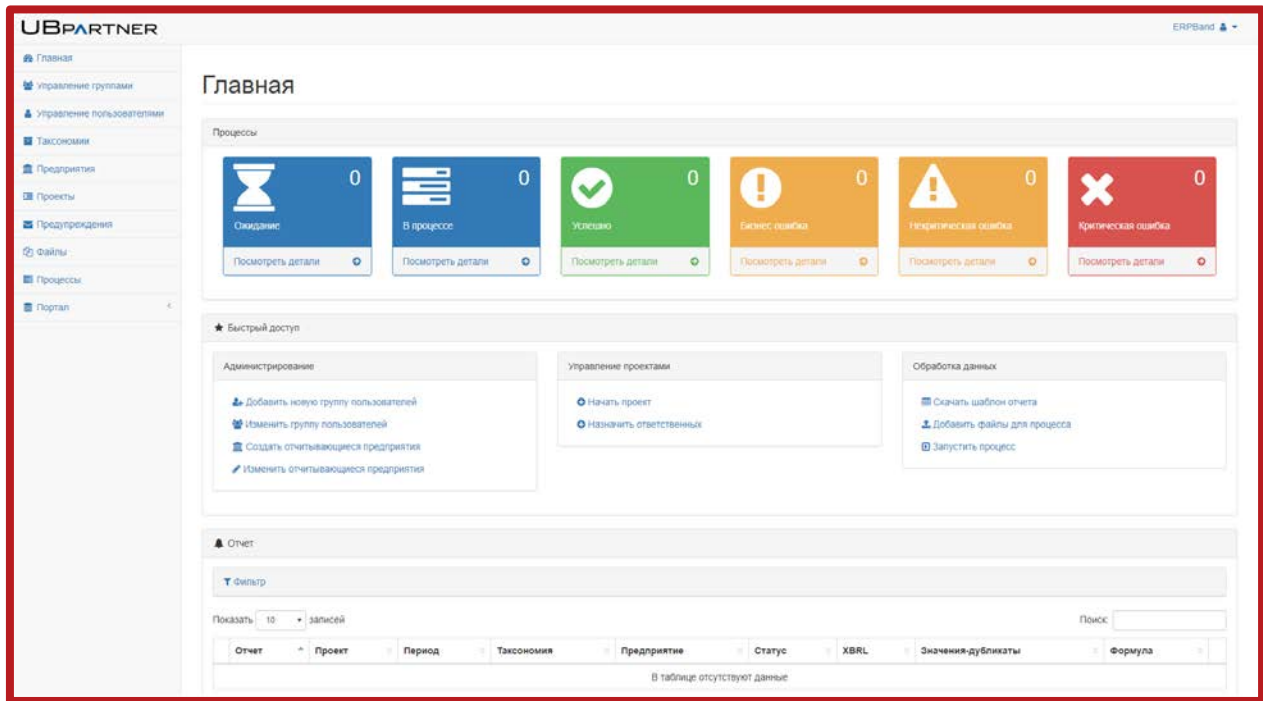 UBPARTNER
ERPBand
Главная
Управление группами
Управление пользователями
Таксономии
Предприятия
Проекты
Предупреждения
Файлы
Процессы
Портал
Главная
Процессы
0 0 0 0 0 0
Ожидание В процессе Успешно Бизнес ошибка Некритическая ошибка Критическая ошибка
Посмотреть детали Посмотреть детали Посмотреть детали Посмотреть детали Посмотреть детали Посмотреть детали
Быстрый доступ
Администрирование
Добавить новую группу пользователей
Изменить группу пользователей
Создать отчитывающиеся предприятия
Изменить отчитывающиеся предприятия
Управление проектами
Начать проект
Назначить ответственных
Обработка данных
Скачать шаблон отчета
Добавить файлы для процесса
Запустить процесс
Отчет
Фильтр
Показать 10 записей Поиск:
Отчет Проект Период Таксономия Предприятие Статус XBRL Значения-дубликаты Формула
В таблице отсутствуют данные